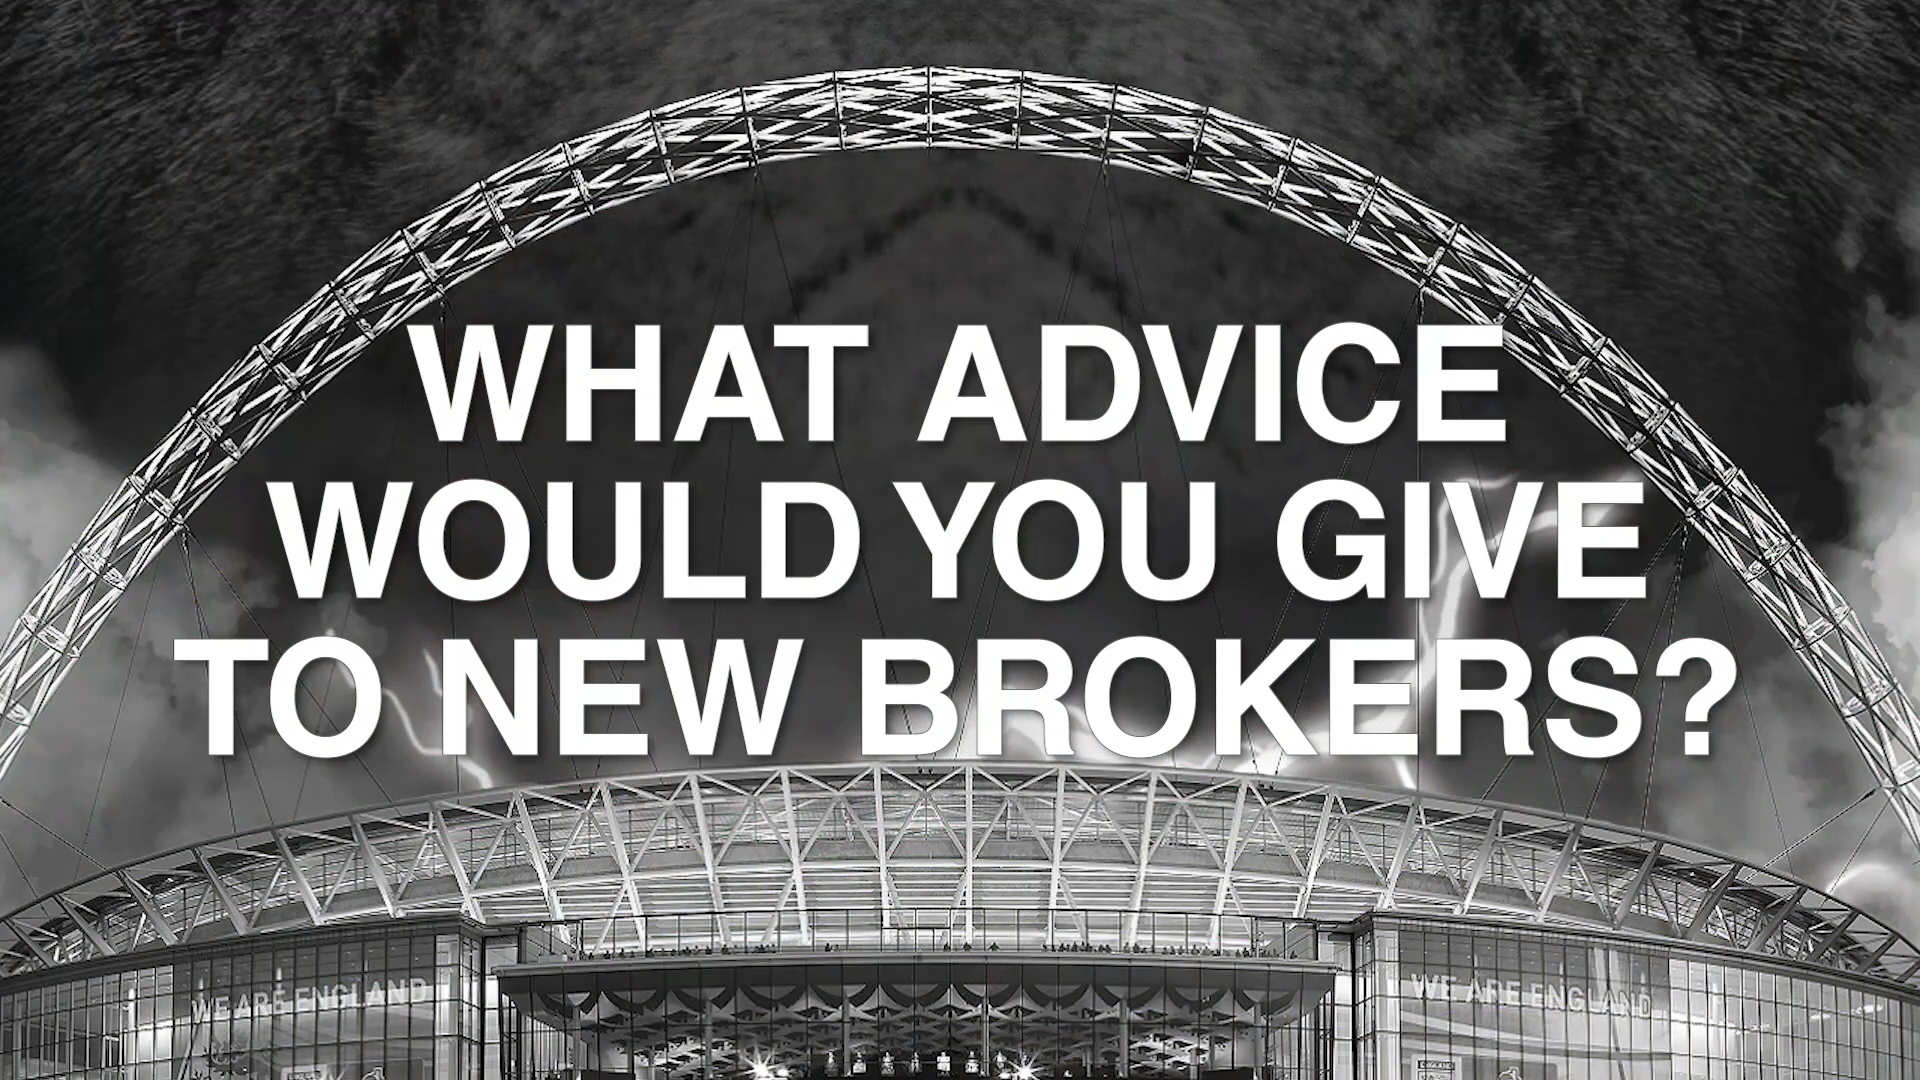 WHAT ADVICE
WOULD YOU GIVE
TO NEW BROKERS?
WE ARE ENGLAND
WE ARE ENGLAND